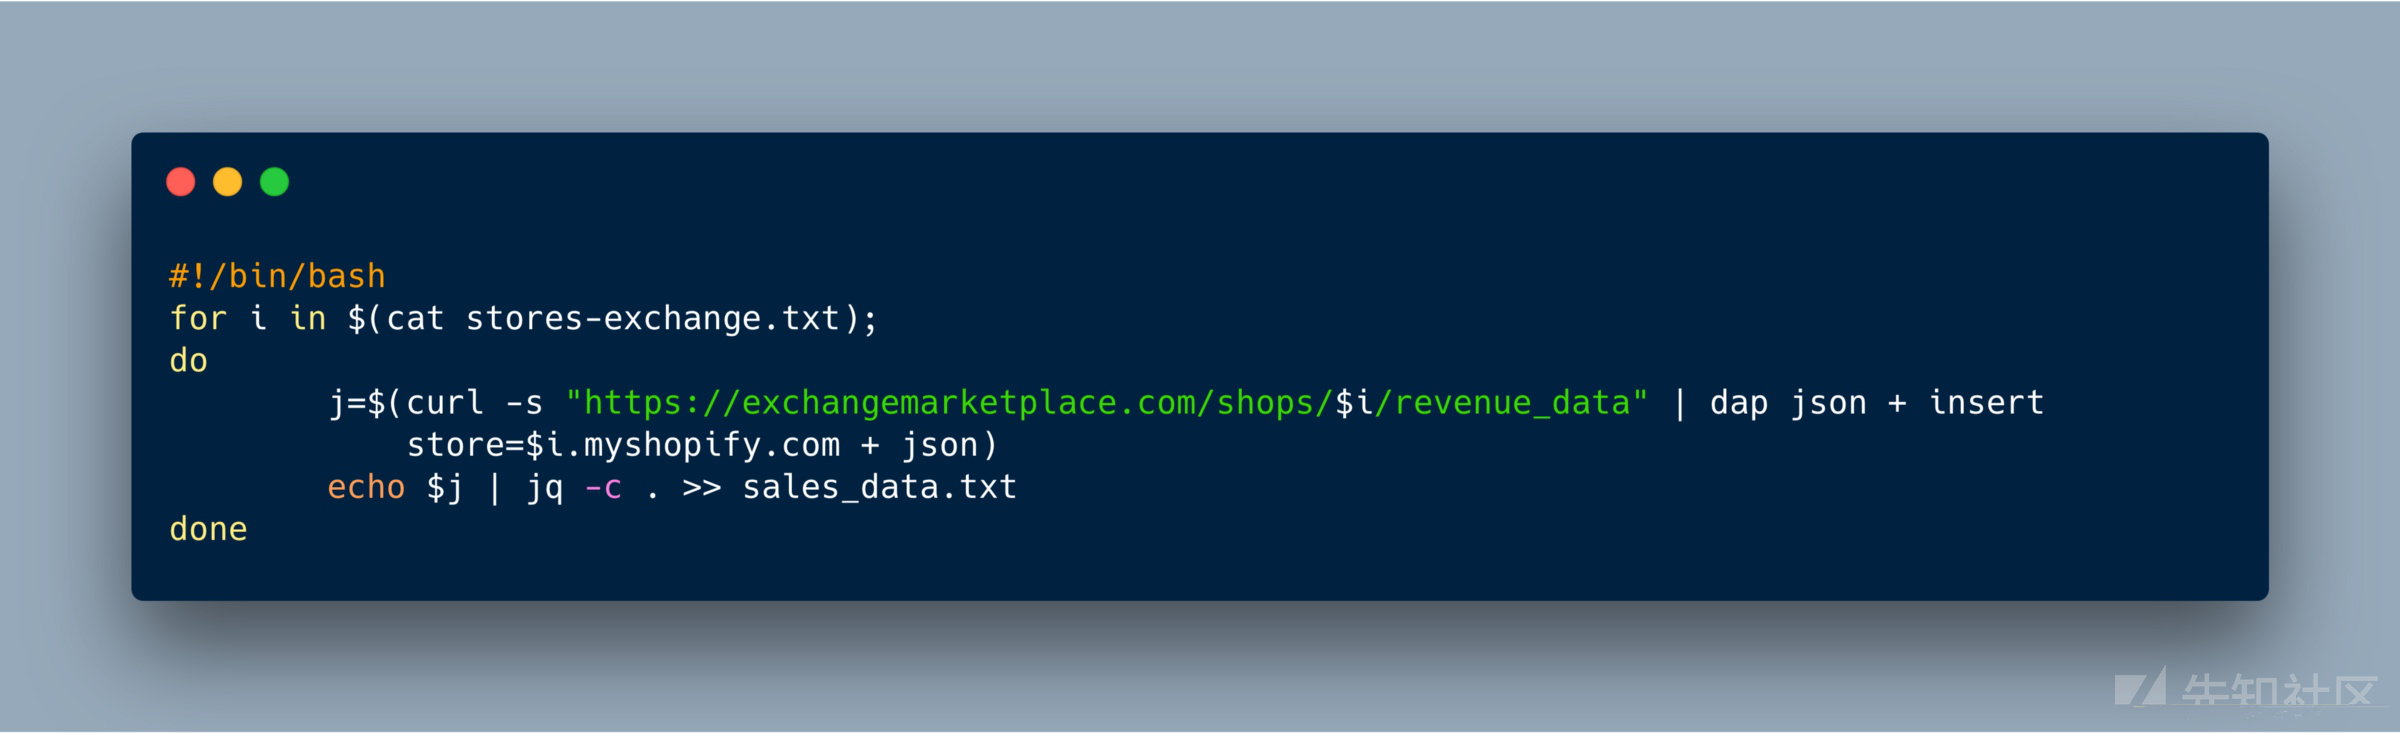 #!/bin/bash
for i in $(cat stores-exchange.txt);
do
        j=$(curl -s "https://exchangemarketplace.com/shops/$i/revenue_data" | dap json + insert
            store=$i.myshopify.com + json)
        echo $j | jq -c . >> sales_data.txt
done
先知社区